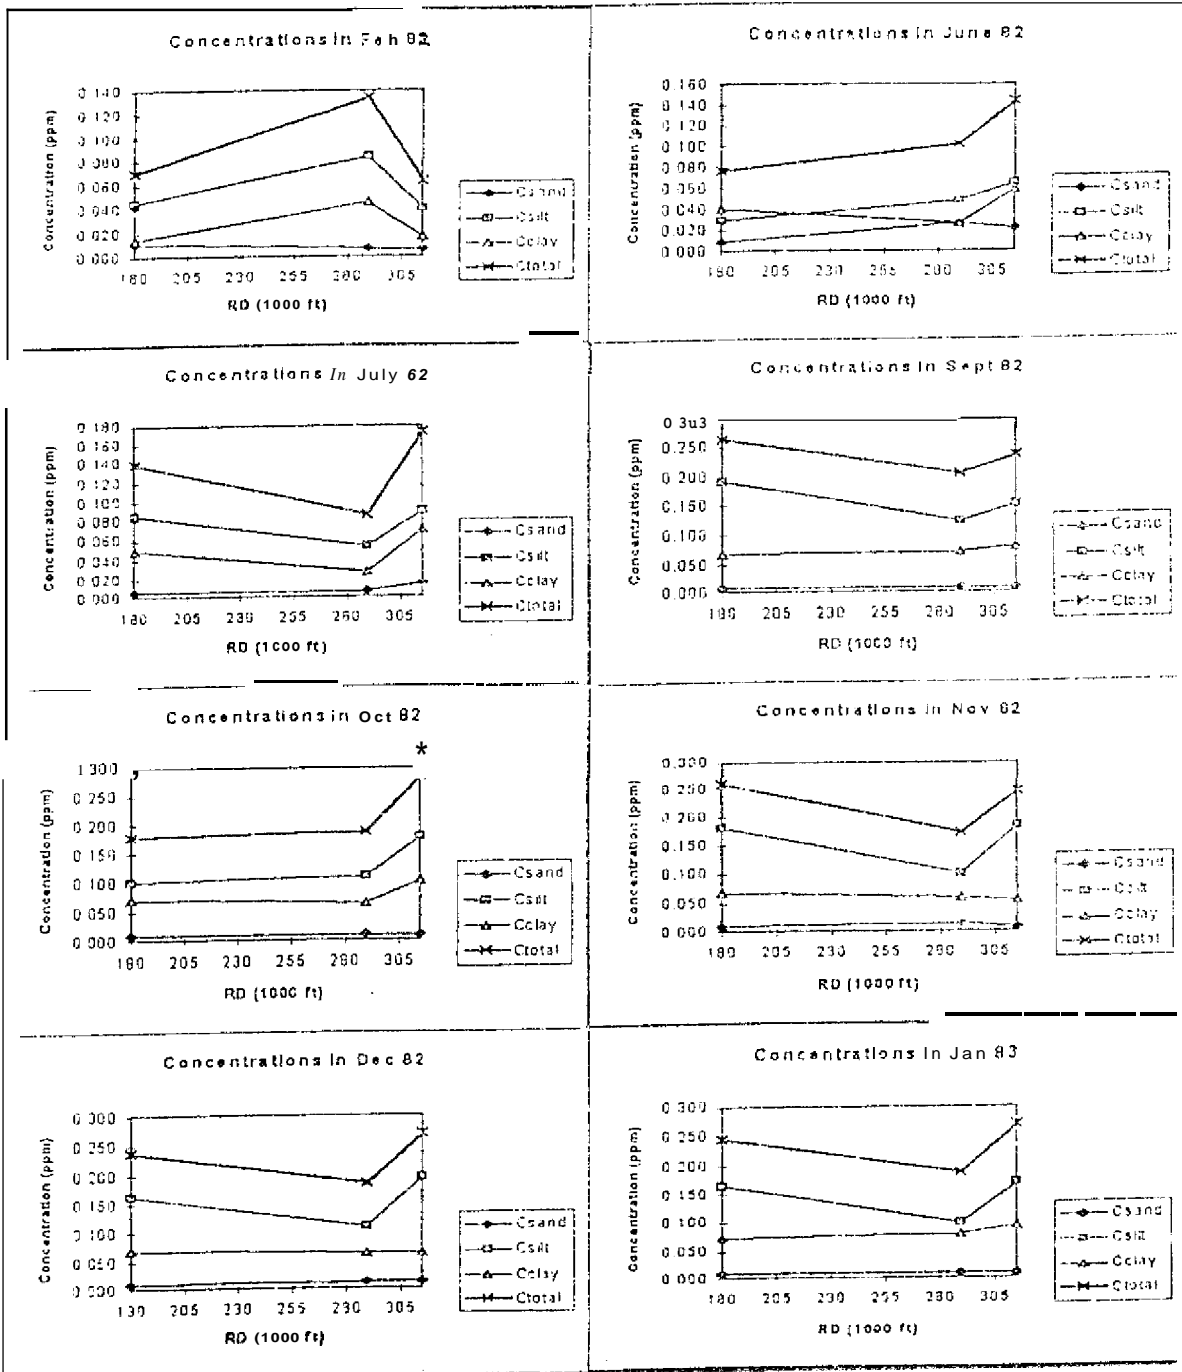 Concentrations in Feb 82
Concentration (ppm)
0.140
0.120
0.100
0.080
0.060
0.040
0.020
0.000
180 205 230 255 280 305
RD (1000 ft)
Csand
Csilt
Cclay
Ctotal
Concentrations in June 82
Concentration (ppm)
0.160
0.140
0.120
0.100
0.080
0.060
0.040
0.020
0.000
180 205 230 255 280 305
RD (1000 ft)
Csand
Csilt
Cclay
Ctotal
Concentrations In July 62
Concentration (ppm)
0.180
0.160
0.140
0.120
0.100
0.080
0.060
0.040
0.020
0.000
180 205 230 255 280 305
RD (1000 ft)
Csand
Csilt
Cclay
Ctotal
Concentrations in Sept 82
Concentration (ppm)
0.3u3
0.250
0.200
0.150
0.100
0.050
0.000
180 205 230 255 280 305
RD (1000 ft)
Csand
Csilt
Cclay
Ctotal
Concentrations in Oct 82
*
Concentration (ppm)
1.300
0.250
0.200
0.150
0.100
0.050
0.000
180 205 230 255 280 305
RD (1000 ft)
Csand
Csilt
Cclay
Ctotal
Concentrations in Nov 82
Concentration (ppm)
0.300
0.250
0.200
0.150
0.100
0.050
0.000
180 205 230 255 280 305
RD (1000 ft)
Csand
Csilt
Cclay
Ctotal
Concentrations in Dec 82
Concentration (ppm)
0.300
0.250
0.200
0.150
0.100
0.050
0.000
180 205 230 255 280 305
RD (1000 ft)
Csand
Csilt
Cclay
Ctotal
Concentrations in Jan 83
Concentration (ppm)
0.300
0.250
0.200
0.150
0.100
0.050
0.000
180 205 230 255 280 305
RD (1000 ft)
Csand
Csilt
Cclay
Ctotal